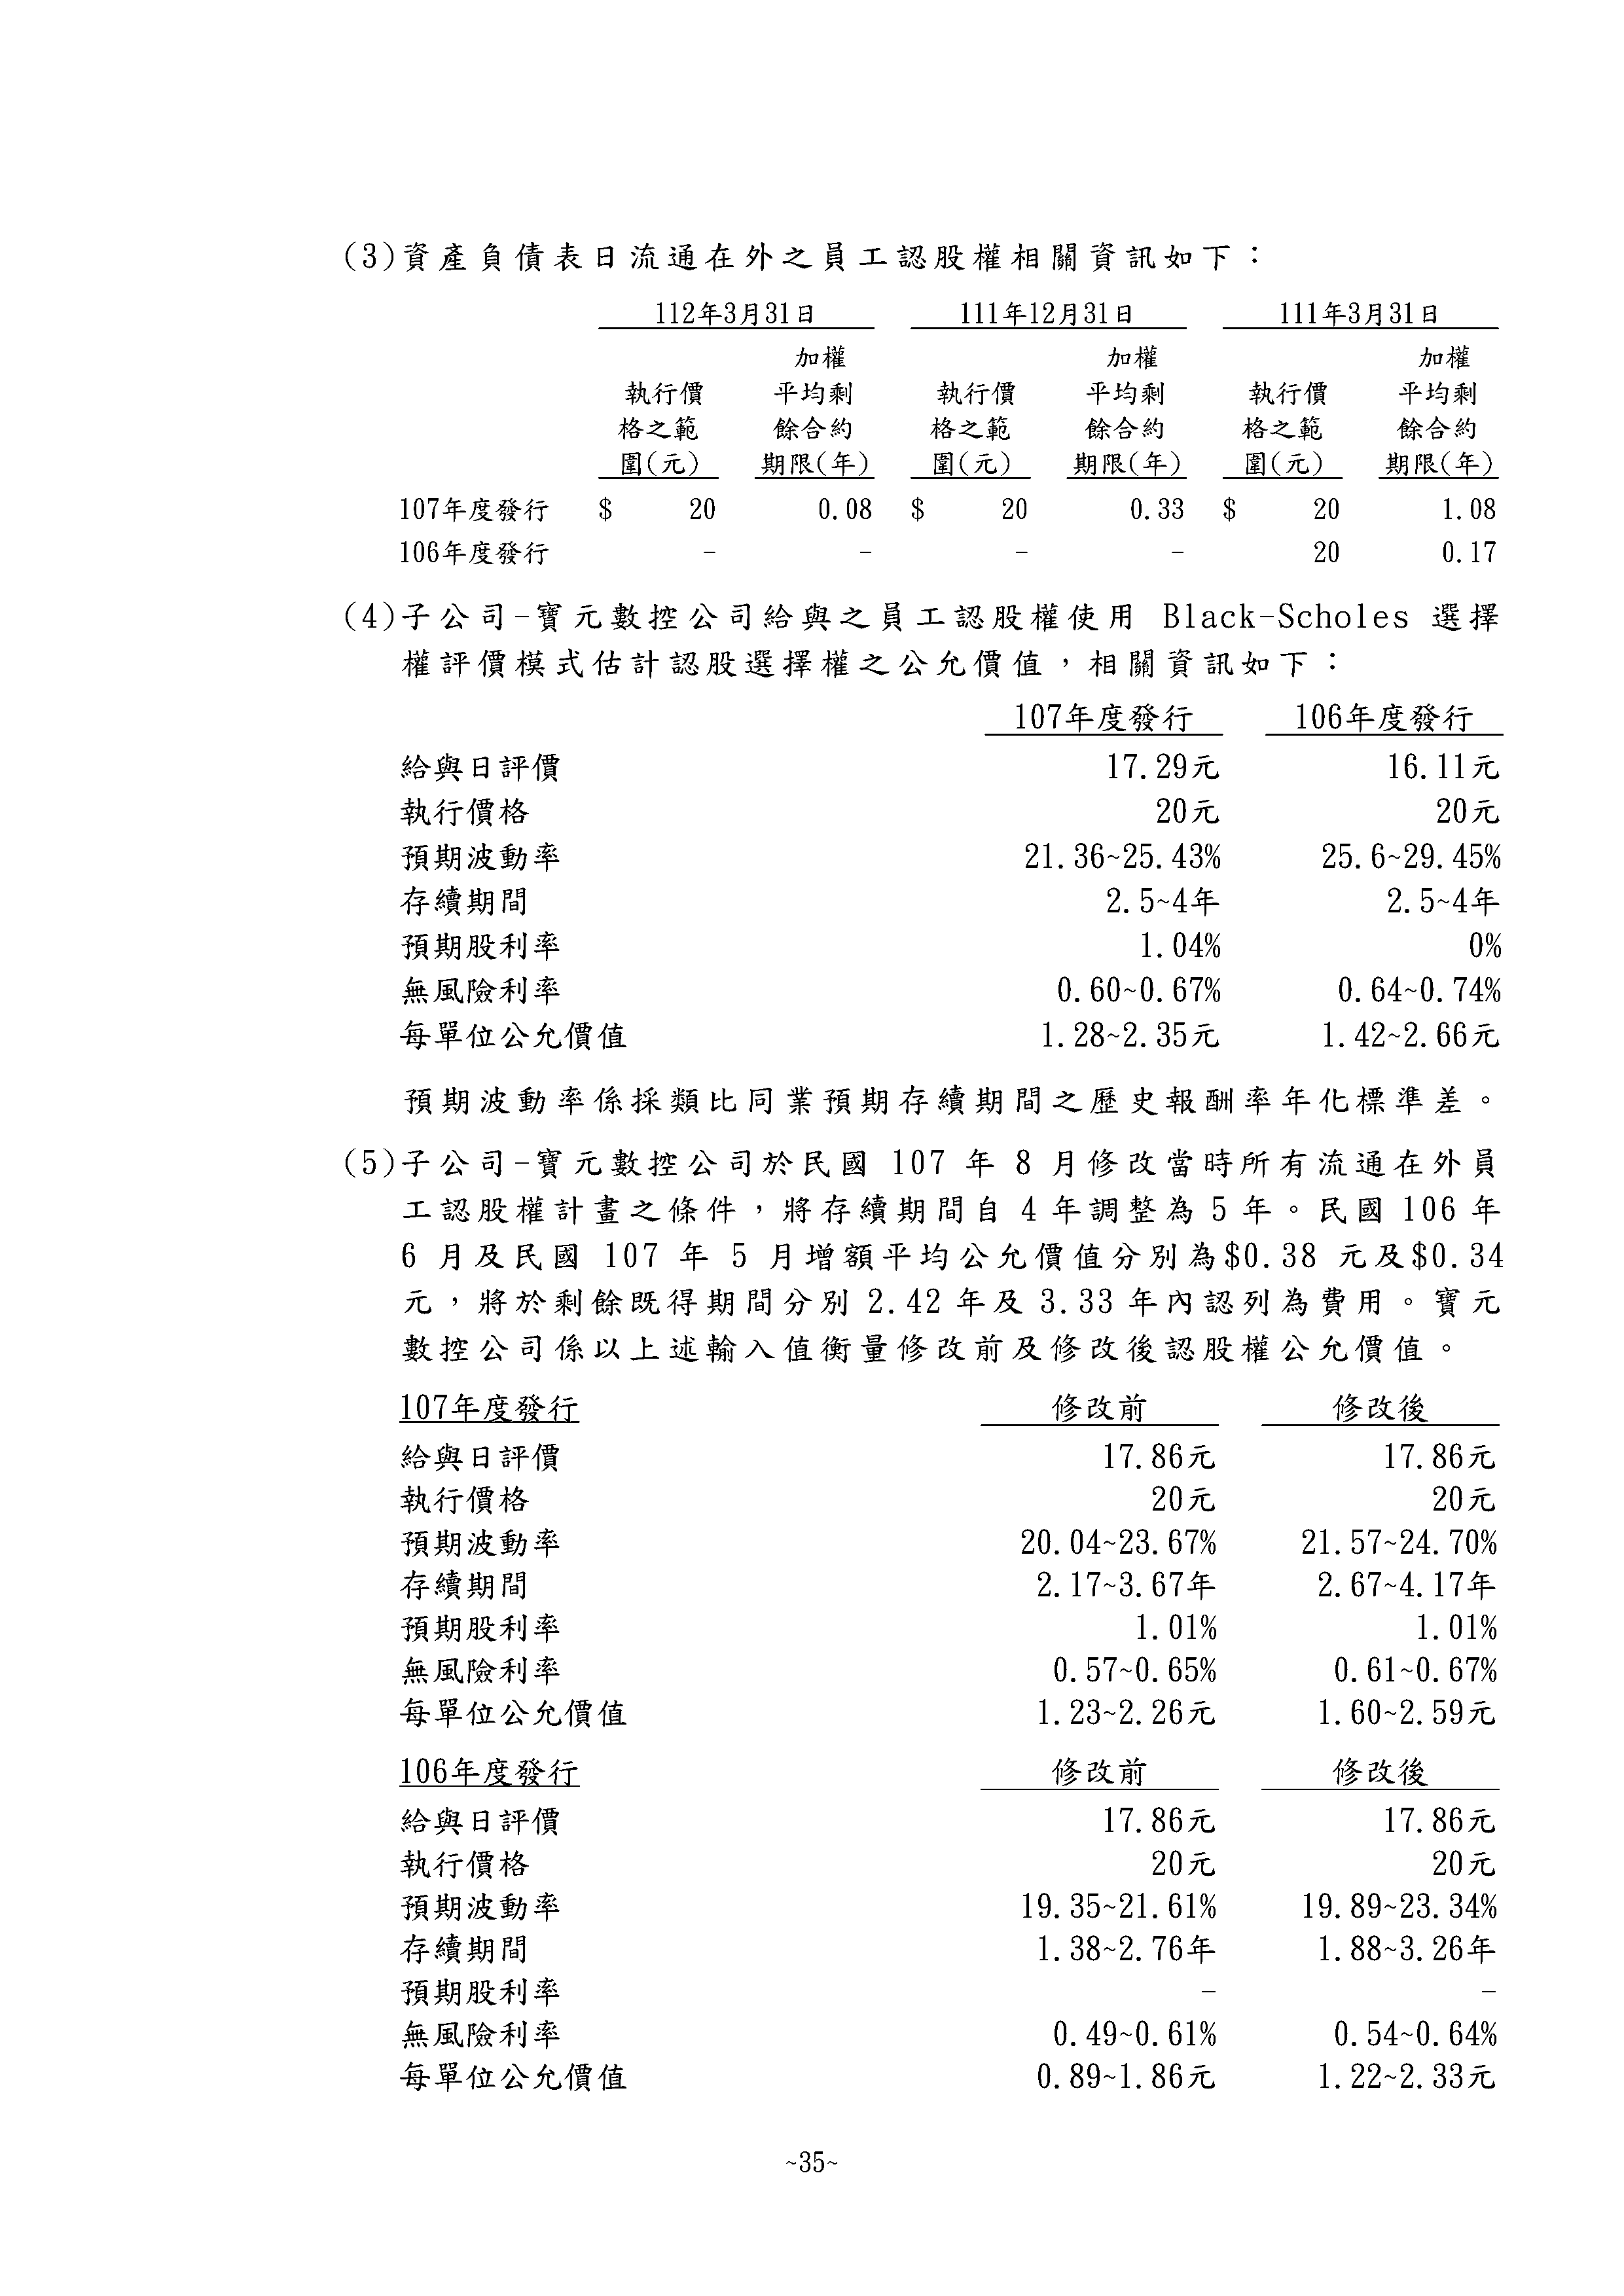 (3)資產負債表日流通在外之員工認股權相關資訊如下：
112年3月31日 111年12月31日 111年3月31日
加權 加權 加權
執行價 平均剩 執行價 平均剩 執行價 平均剩
格之範 餘合約 格之範 餘合約 格之範 餘合約
圍(元) 期限(年) 圍(元) 期限(年) 圍(元) 期限(年)
107年度發行 $ 20 0.08 $ 20 0.33 $ 20 1.08
106年度發行 - - - - 20 0.17
(4)子公司-寶元數控公司給與之員工認股權使用 Black-Scholes 選擇
權評價模式估計認股選擇權之公允價值，相關資訊如下：
107年度發行 106年度發行
給與日評價 17.29元 16.11元
執行價格 20元 20元
預期波動率 21.36~25.43% 25.6~29.45%
存續期間 2.5~4年 2.5~4年
預期股利率 1.04% 0%
無風險利率 0.60~0.67% 0.64~0.74%
每單位公允價值 1.28~2.35元 1.42~2.66元
預期波動率係採類比同業預期存續期間之歷史報酬率年化標準差。
(5)子公司-寶元數控公司於民國 107 年 8 月修改當時所有流通在外員
工認股權計畫之條件，將存續期間自 4 年調整為 5 年。民國 106 年
6 月及民國 107 年 5 月增額平均公允價值分別為$0.38 元及$0.34
元，將於剩餘既得期間分別 2.42 年及 3.33 年內認列為費用。寶元
數控公司係以上述輸入值衡量修改前及修改後認股權公允價值。
107年度發行 修改前 修改後
給與日評價 17.86元 17.86元
執行價格 20元 20元
預期波動率 20.04~23.67% 21.57~24.70%
存續期間 2.17~3.67年 2.67~4.17年
預期股利率 1.01% 1.01%
無風險利率 0.57~0.65% 0.61~0.67%
每單位公允價值 1.23~2.26元 1.60~2.59元
106年度發行 修改前 修改後
給與日評價 17.86元 17.86元
執行價格 20元 20元
預期波動率 19.35~21.61% 19.89~23.34%
存續期間 1.38~2.76年 1.88~3.26年
預期股利率 - -
無風險利率 0.49~0.61% 0.54~0.64%
每單位公允價值 0.89~1.86元 1.22~2.33元
~35~